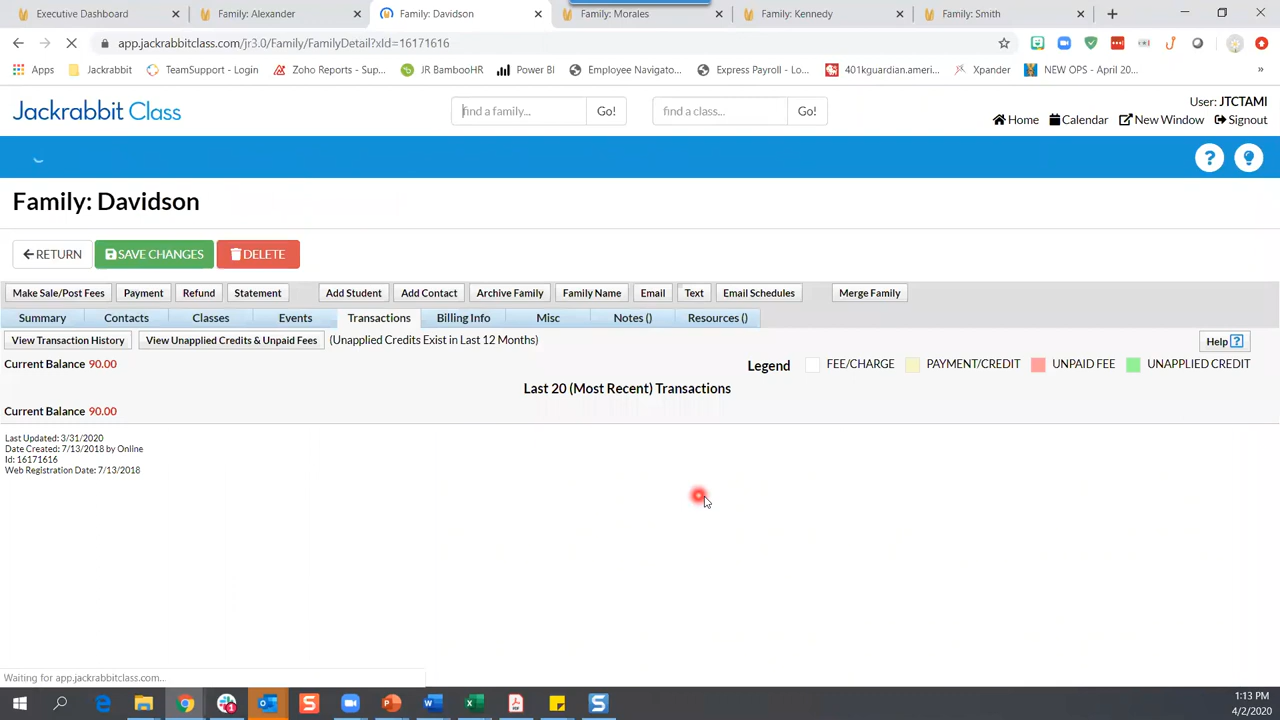 Executive Dashboard
Family: Alexander
Family: Davidson
Family: Morales
Family: Kennedy
Family: Smith
app.jackrabbitclass.com/jr3.0/Family/FamilyDetail?xId=16171616
Apps
Jackrabbit
TeamSupport - Login
Zoho Reports - Sup...
JR BambooHR
Power BI
Employee Navigato...
Express Payroll - Lo...
401kguardian.ameri...
Xpander
NEW OPS - April 20...
»
Jackrabbit Class
find a family...
Go!
find a class...
Go!
User: JTCTAMI
Home
Calendar
New Window
Signout
?
Family: Davidson
RETURN
SAVE CHANGES
DELETE
Make Sale/Post Fees
Payment
Refund
Statement
Add Student
Add Contact
Archive Family
Family Name
Email
Text
Email Schedules
Merge Family
Summary
Contacts
Classes
Events
Transactions
Billing Info
Misc
Notes ()
Resources ()
View Transaction History
View Unapplied Credits & Unpaid Fees
(Unapplied Credits Exist in Last 12 Months)
Help ?
Current Balance 90.00
Legend
FEE/CHARGE
PAYMENT/CREDIT
UNPAID FEE
UNAPPLIED CREDIT
Last 20 (Most Recent) Transactions
Current Balance 90.00
Last Updated: 3/31/2020
Date Created: 7/13/2018 by Online
Id: 16171616
Web Registration Date: 7/13/2018
Waiting for app.jackrabbitclass.com...
1:13 PM
4/2/2020